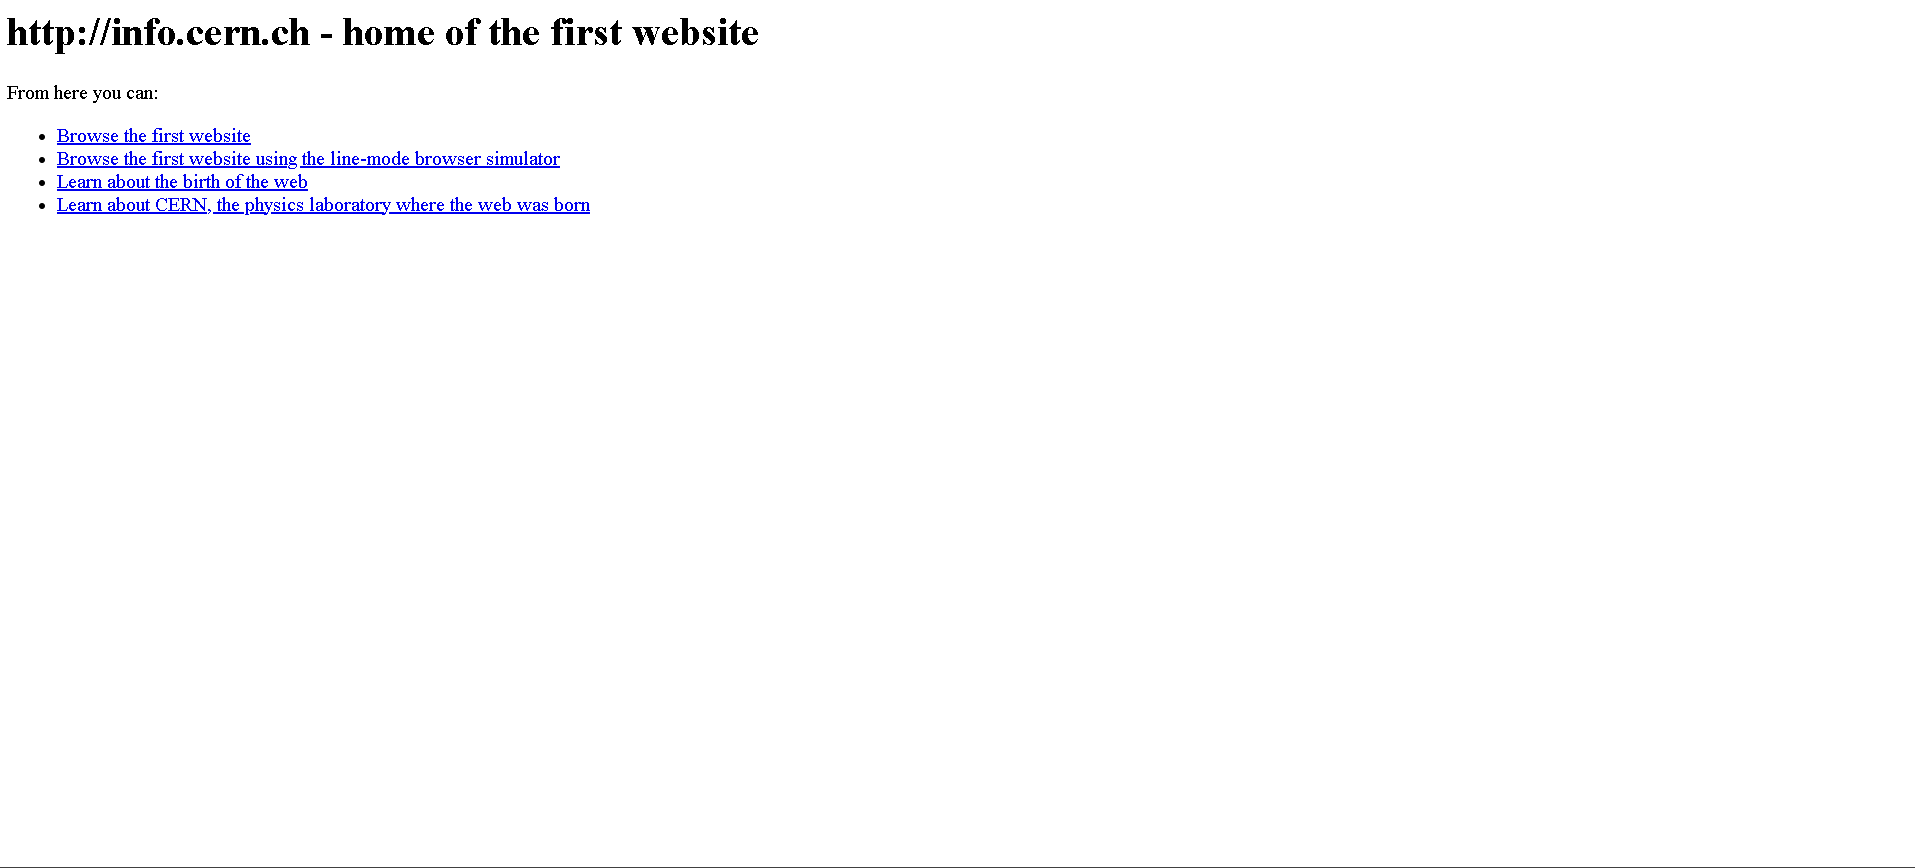 http://info.cern.ch - home of the first website
From here you can:
Browse the first website
Browse the first website using the line-mode browser simulator
Learn about the birth of the web
Learn about CERN, the physics laboratory where the web was born